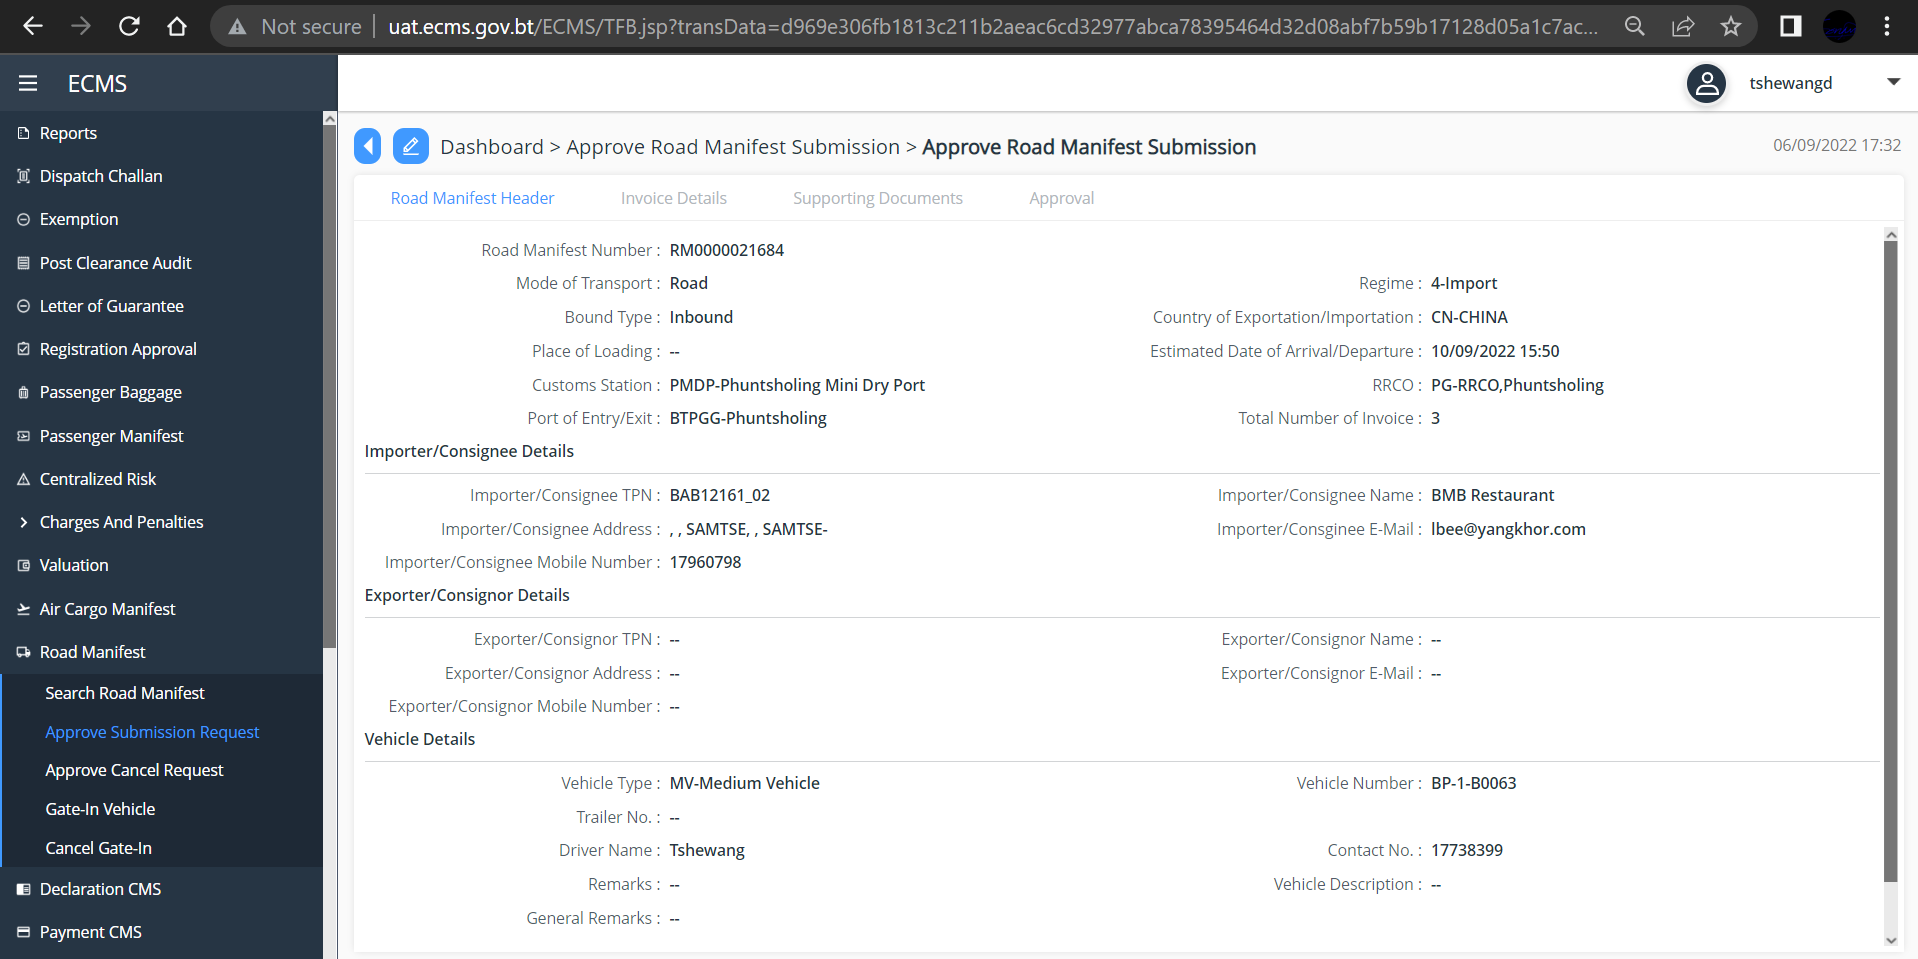 Not secure | uat.ecms.gov.bt/ECMS/TFB.jsp?transData=d969e306fb1813c211b2aeac6cd32977abca78395464d32d08abf7b59b17128d05a1c7ac...
ECMS
tshewangd
Reports
Dispatch Challan
Exemption
Post Clearance Audit
Letter of Guarantee
Registration Approval
Passenger Baggage
Passenger Manifest
Centralized Risk
Charges And Penalties
Valuation
Air Cargo Manifest
Road Manifest
Search Road Manifest
Approve Submission Request
Approve Cancel Request
Gate-In Vehicle
Cancel Gate-In
Declaration CMS
Payment CMS
Dashboard > Approve Road Manifest Submission > Approve Road Manifest Submission
06/09/2022 17:32
Road Manifest Header Invoice Details Supporting Documents Approval
Road Manifest Number : RM0000021684
Mode of Transport : Road Regime : 4-Import
Bound Type : Inbound Country of Exportation/Importation : CN-CHINA
Place of Loading : -- Estimated Date of Arrival/Departure : 10/09/2022 15:50
Customs Station : PMDP-Phuntsholing Mini Dry Port RRCO : PG-RRCO,Phuntsholing
Port of Entry/Exit : BTPGG-Phuntsholing Total Number of Invoice : 3
Importer/Consignee Details
Importer/Consignee TPN : BAB12161_02 Importer/Consignee Name : BMB Restaurant
Importer/Consignee Address : , , SAMTSE, , SAMTSE- Importer/Consginee E-Mail : lbee@yangkhor.com
Importer/Consignee Mobile Number : 17960798
Exporter/Consignor Details
Exporter/Consignor TPN : -- Exporter/Consignor Name : --
Exporter/Consignor Address : -- Exporter/Consignor E-Mail : --
Exporter/Consignor Mobile Number : --
Vehicle Details
Vehicle Type : MV-Medium Vehicle Vehicle Number : BP-1-B0063
Trailer No. : --
Driver Name : Tshewang Contact No. : 17738399
Remarks : -- Vehicle Description : --
General Remarks : --